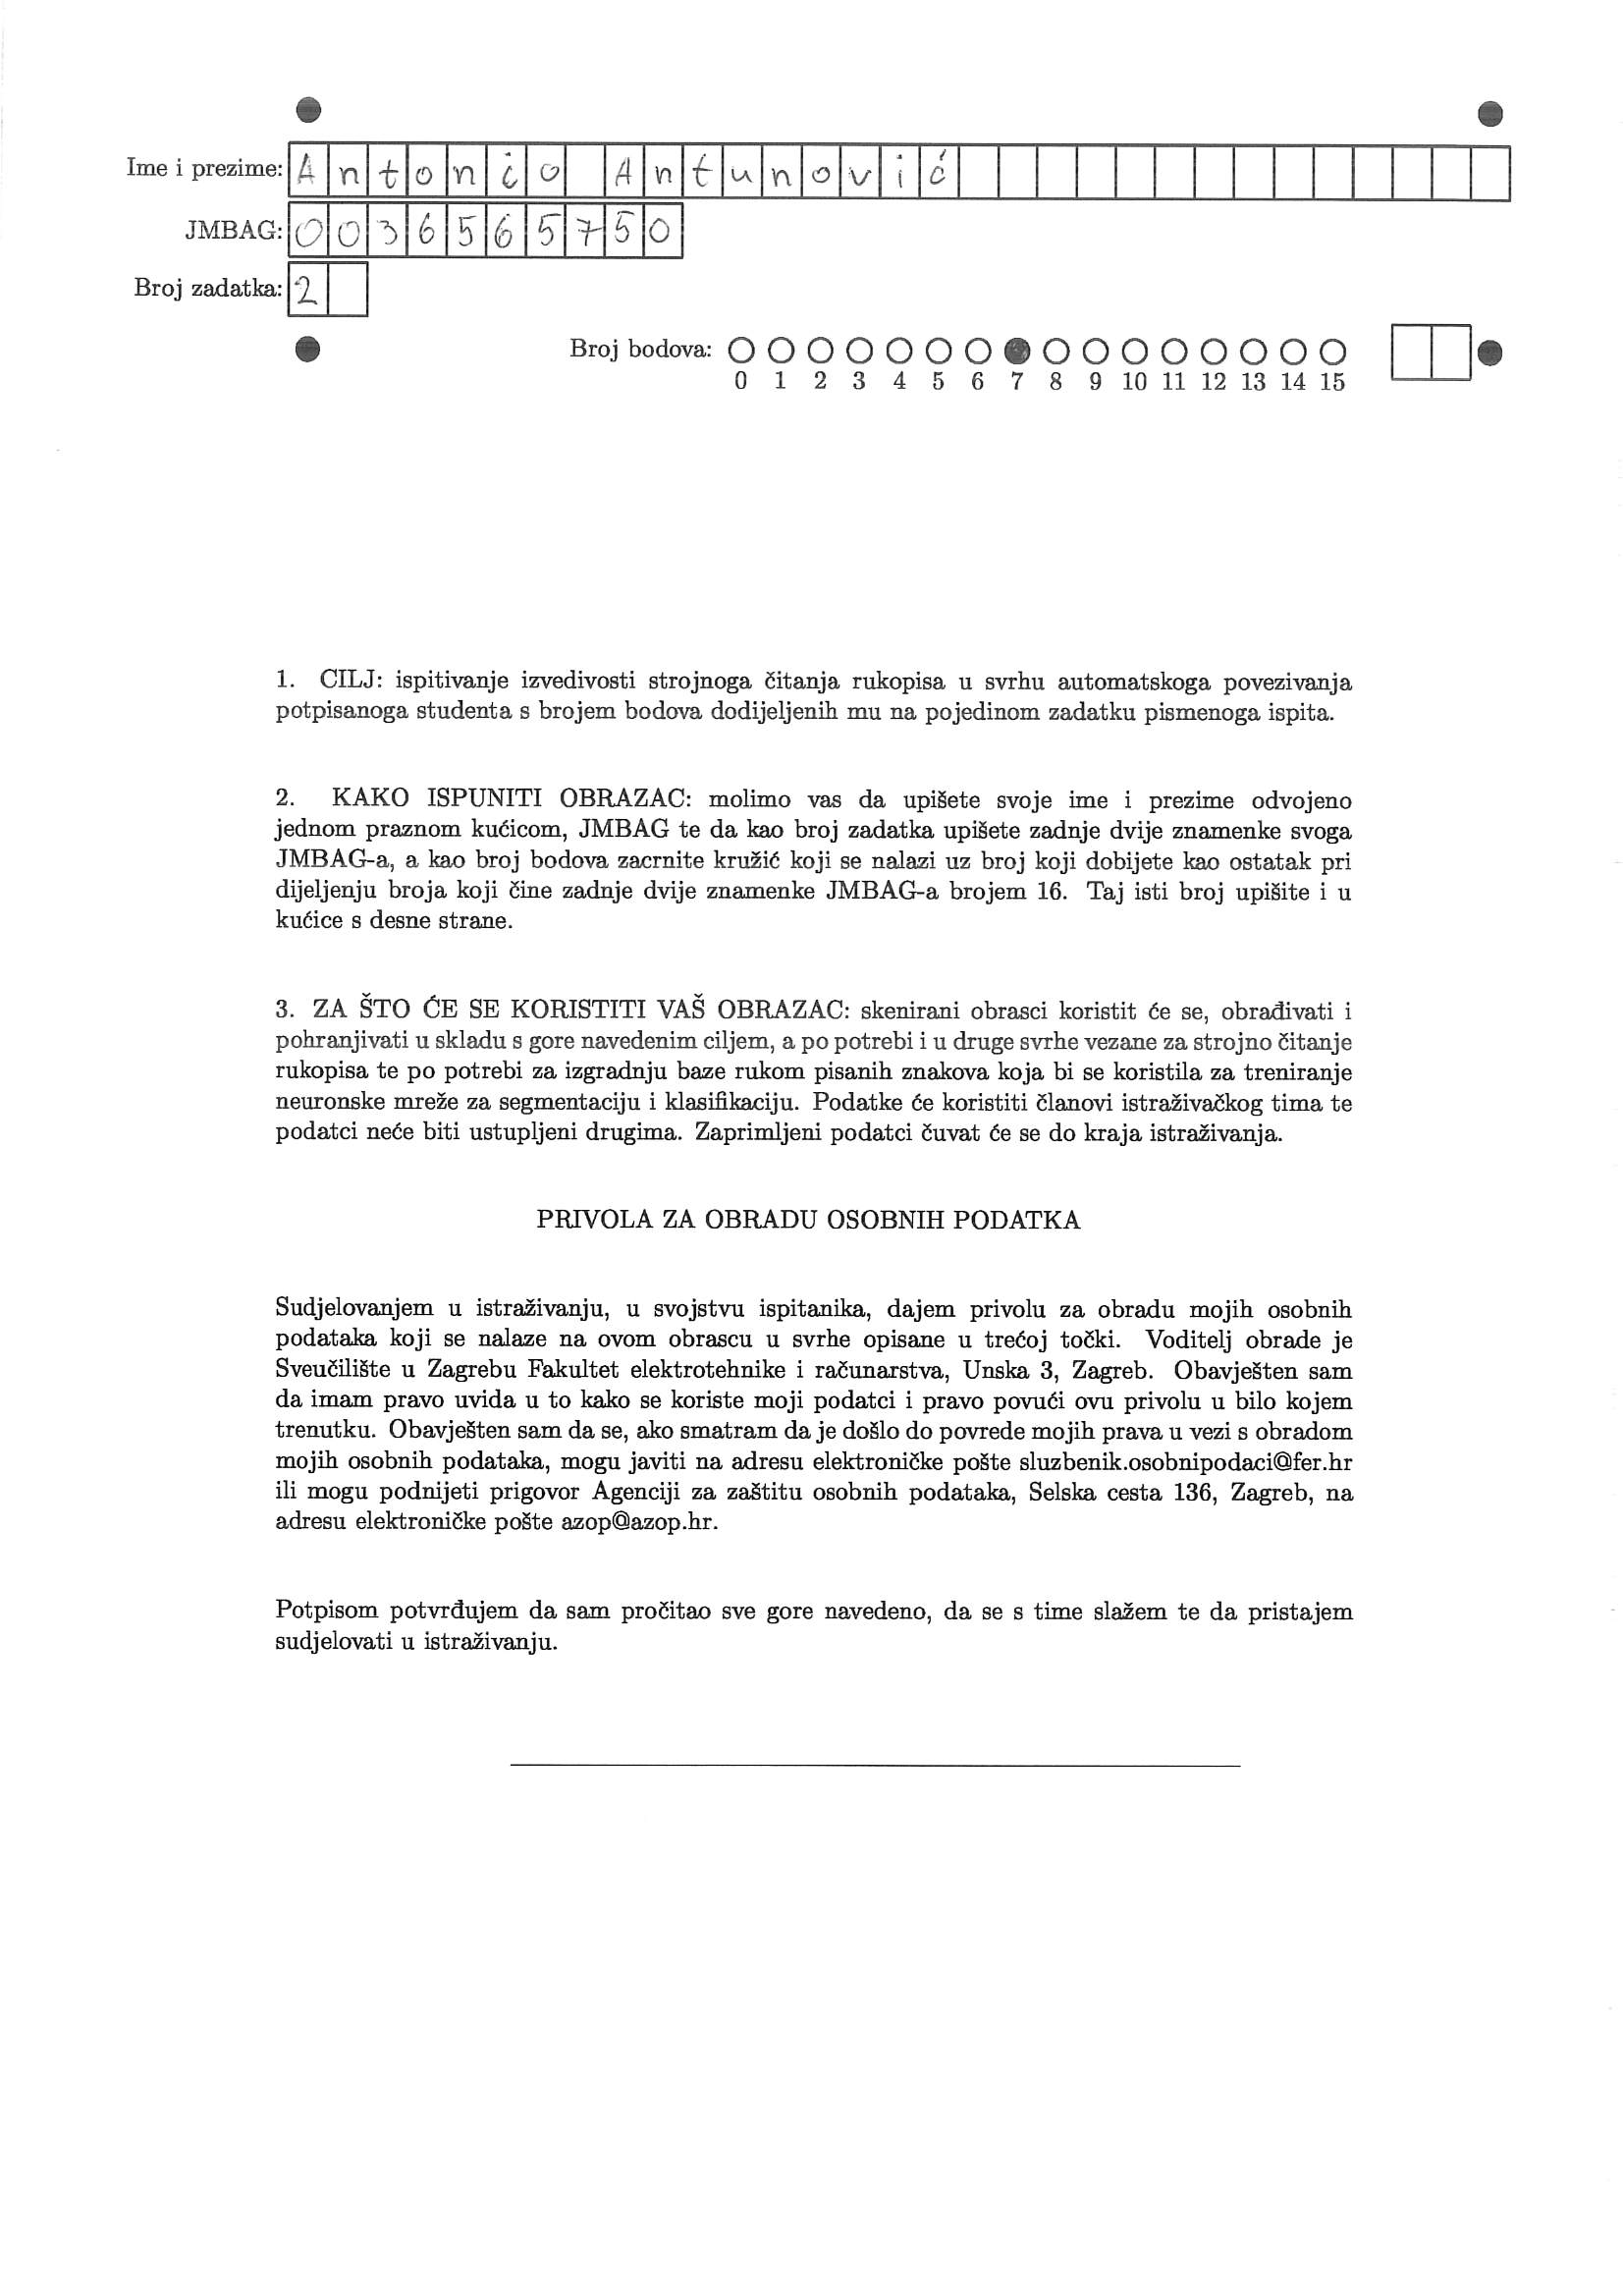 Ime i prezime: Antonio Antunović
JMBAG: 0036565750
Broj zadatka: 2
Broj bodova:
0 1 2 3 4 5 6 7 8 9 10 11 12 13 14 15
1. CILJ: ispitivanje izvedivosti strojnoga čitanja rukopisa u svrhu automatskoga povezivanja
potpisanoga studenta s brojem bodova dodijeljenih mu na pojedinom zadatku pismenoga ispita.
2. KAKO ISPUNITI OBRAZAC: molimo vas da upišete svoje ime i prezime odvojeno
jednom praznom kućicom, JMBAG te da kao broj zadatka upišete zadnje dvije znamenke svoga
JMBAG-a, a kao broj bodova zacrnite kružić koji se nalazi uz broj koji dobijete kao ostatak pri
dijeljenju broja koji čine zadnje dvije znamenke JMBAG-a brojem 16. Taj isti broj upišite i u
kućice s desne strane.
3. ZA ŠTO ĆE SE KORISTITI VAŠ OBRAZAC: skenirani obrasci koristit će se, obrađivati i
pohranjivati u skladu s gore navedenim ciljem, a po potrebi i u druge svrhe vezane za strojno čitanje
rukopisa te po potrebi za izgradnju baze rukom pisanih znakova koja bi se koristila za treniranje
neuronske mreže za segmentaciju i klasifikaciju. Podatke će koristiti članovi istraživačkog tima te
podatci neće biti ustupljeni drugima. Zaprimljeni podatci čuvat će se do kraja istraživanja.
PRIVOLA ZA OBRADU OSOBNIH PODATKA
Sudjelovanjem u istraživanju, u svojstvu ispitanika, dajem privolu za obradu mojih osobnih
podataka koji se nalaze na ovom obrascu u svrhe opisane u trećoj točki. Voditelj obrade je
Sveučilište u Zagrebu Fakultet elektrotehnike i računarstva, Unska 3, Zagreb. Obavješten sam
da imam pravo uvida u to kako se koriste moji podatci i pravo povući ovu privolu u bilo kojem
trenutku. Obavješten sam da se, ako smatram da je došlo do povrede mojih prava u vezi s obradom
mojih osobnih podataka, mogu javiti na adresu elektroničke pošte sluzbenik.osobnipodaci@fer.hr
ili mogu podnijeti prigovor Agenciji za zaštitu osobnih podataka, Selska cesta 136, Zagreb, na
adresu elektroničke pošte azop@azop.hr.
Potpisom potvrđujem da sam pročitao sve gore navedeno, da se s time slažem te da pristajem
sudjelovati u istraživanju.